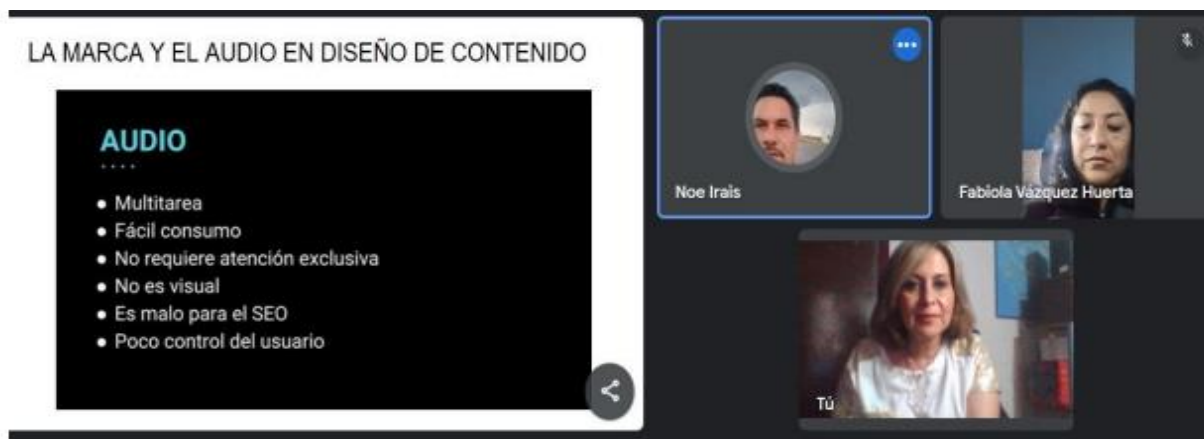 LA MARCA Y EL AUDIO EN DISEÑO DE CONTENIDO
AUDIO
Multitarea
Fácil consumo
No requiere atención exclusiva
No es visual
Es malo para el SEO
Poco control del usuario
Noe Irais
Fabiola Vázquez Huerta
Tú